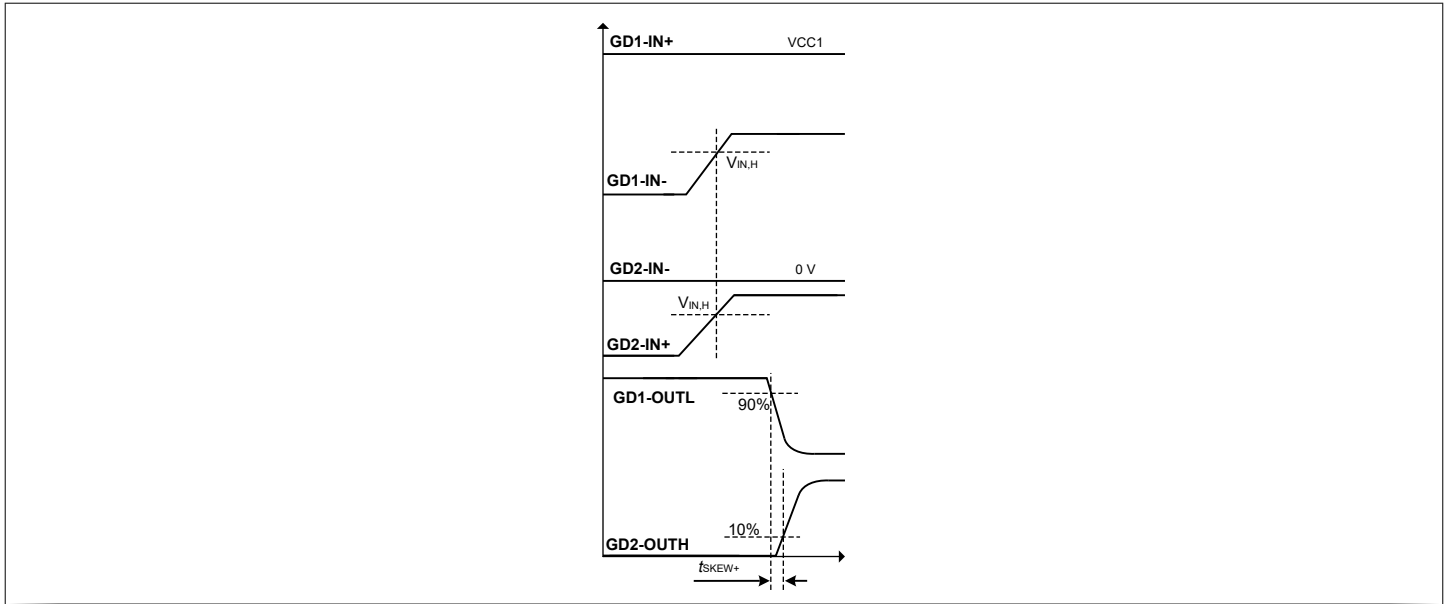 GD1-IN+ VCC1
VIN,H
GD1-IN-
GD2-IN- 0 V
VIN,H
GD2-IN+
GD1-OUTL
90%
10%
GD2-OUTH
tSKEW+